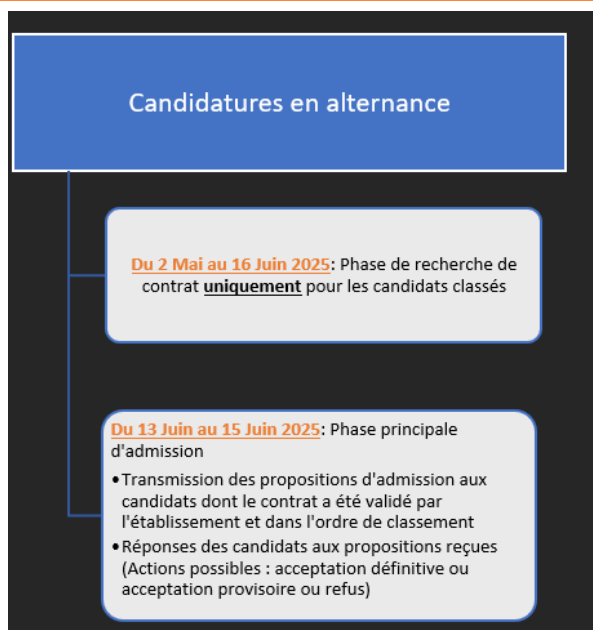 Candidatures en alternance
Du 2 Mai au 16 Juin 2025: Phase de recherche de
contrat uniquement pour les candidats classés
Du 13 Juin au 15 Juin 2025: Phase principale
d'admission
•Transmission des propositions d'admission aux
candidats dont le contrat a été validé par
l'établissement et dans l'ordre de classement
•Réponses des candidats aux propositions reçues
(Actions possibles : acceptation définitive ou
acceptation provisoire ou refus)